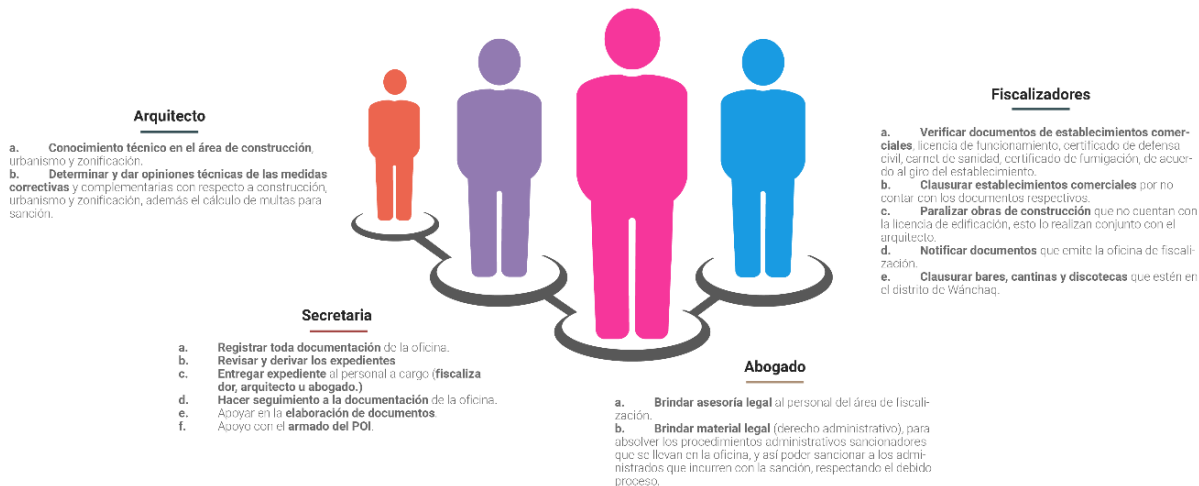 Arquitecto
a. Conocimiento técnico en el área de construcción,
urbanismo y zonificación.
b. Determinar y dar opiniones técnicas de las medidas
correctivas y complementarias con respecto a construcción,
urbanismo y zonificación, además el cálculo de multas para
sanción.
Secretaria
a. Registrar toda documentación de la oficina.
b. Revisar y derivar los expedientes
c. Entregar expediente al personal a cargo (fiscaliza
dor, arquitecto u abogado.)
d. Hacer seguimiento a la documentación de la oficina.
e. Apoyar en la elaboración de documentos.
f. Apoyo con el armado del POI.
Abogado
a. Brindar asesoría legal al personal del área de fiscali-
zación.
b. Brindar material legal (derecho administrativo), para
absolver los procedimientos administrativos sancionadores
que se llevan en la oficina, y así poder sancionar a los admi-
nistrados que incurren con la sanción, respectando el debido
proceso.
Fiscalizadores
a. Verificar documentos de establecimientos comer-
ciales, licencia de funcionamiento, certificado de defensa
civil, carnet de sanidad, certificado de fumigación, de acuer-
do al giro del establecimiento.
b. Clausurar establecimientos comerciales por no
contar con los documentos respectivos.
c. Paralizar obras de construcción que no cuentan con
la licencia de edificación, esto lo realizan conjunto con el
arquitecto.
d. Notificar documentos que emite la oficina de fiscali-
zación.
e. Clausurar bares, cantinas y discotecas que estén en
el distrito de Wánchaq.